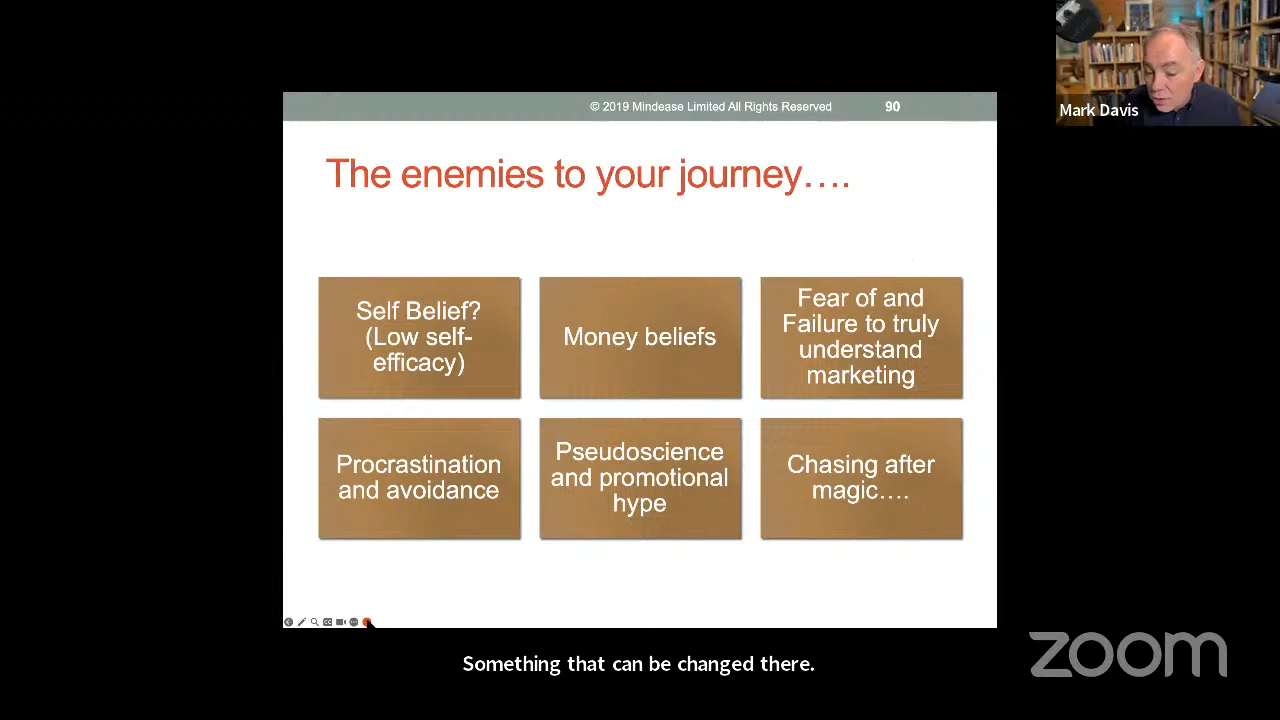 Mark Davis
© 2019 Mindease Limited All Rights Reserved
90
The enemies to your journey….
Self Belief?
(Low self-
efficacy)
Money beliefs
Fear of and
Failure to truly
understand
marketing
Procrastination
and avoidance
Pseudoscience
and promotional
hype
Chasing after
magic….
Something that can be changed there.
zoom